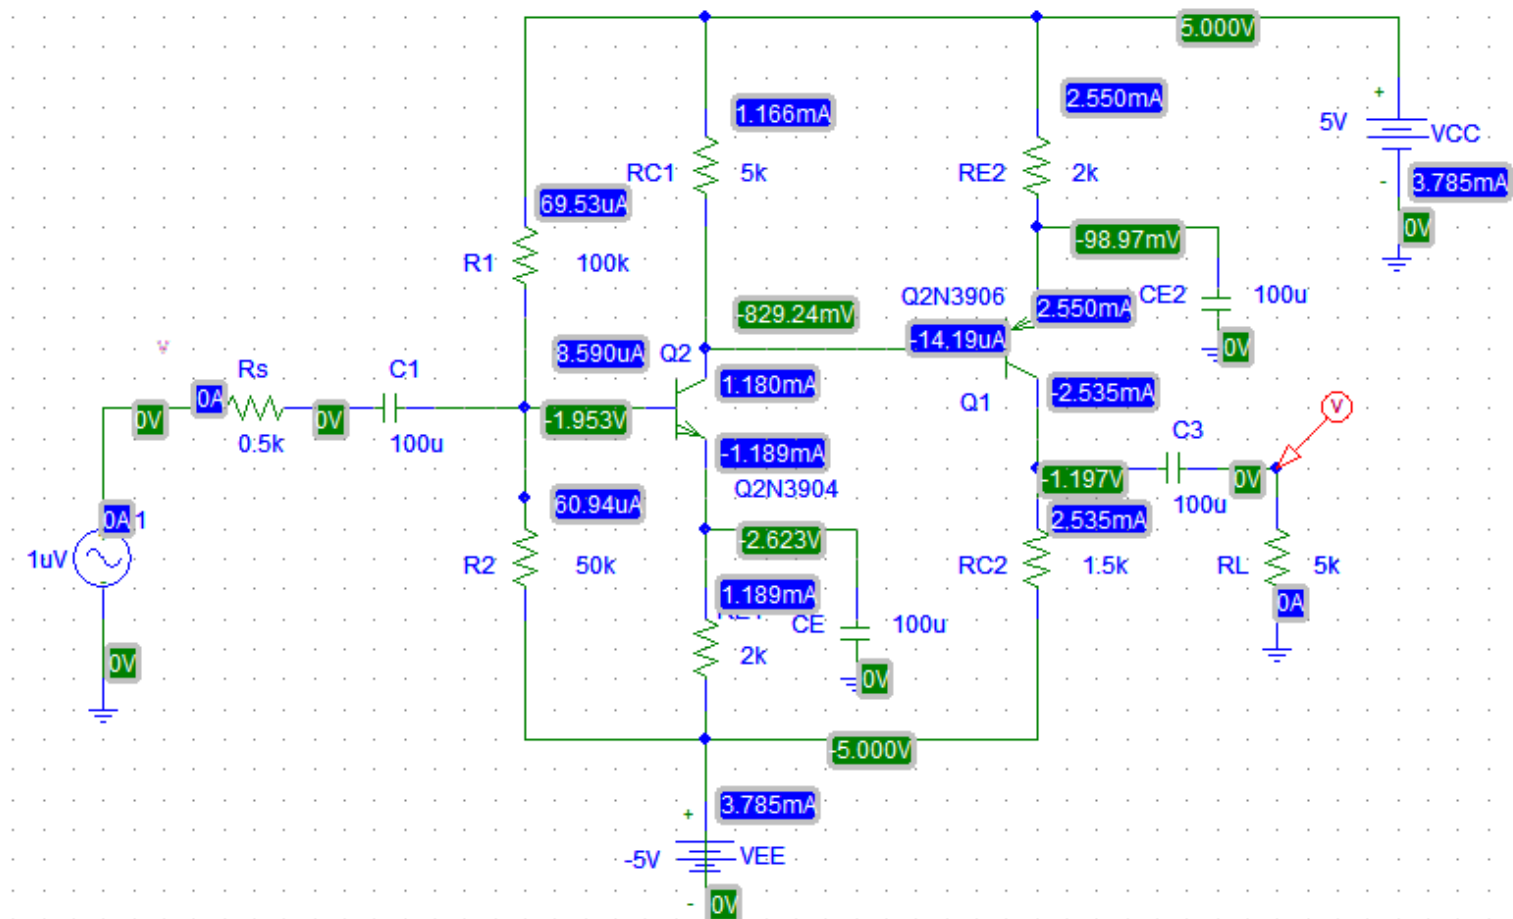 5.000V
1.166mA
2.550mA
+
5V
VCC
RC1
5k
RE2
2k
-
3.785mA
69.53uA
0V
-98.97mV
R1
100k
Q2N3906
2.550mA
CE2
100u
-829.24mV
-14.19uA
0V
8.590uA
Q2
Rs
C1
1.180mA
-2.535mA
Q1
0A
0V
0V
-1.953V
V
0.5k
100u
-1.189mA
C3
Q2N3904
-1.197V
0V
60.94uA
100u
0A
1
2.535mA
-2.623V
1uV
R2
50k
RC2
1.5k
RL
5k
1.189mA
0A
CE
100u
2k
0V
0V
-5.000V
3.785mA
+
-5V
VEE
-
0V